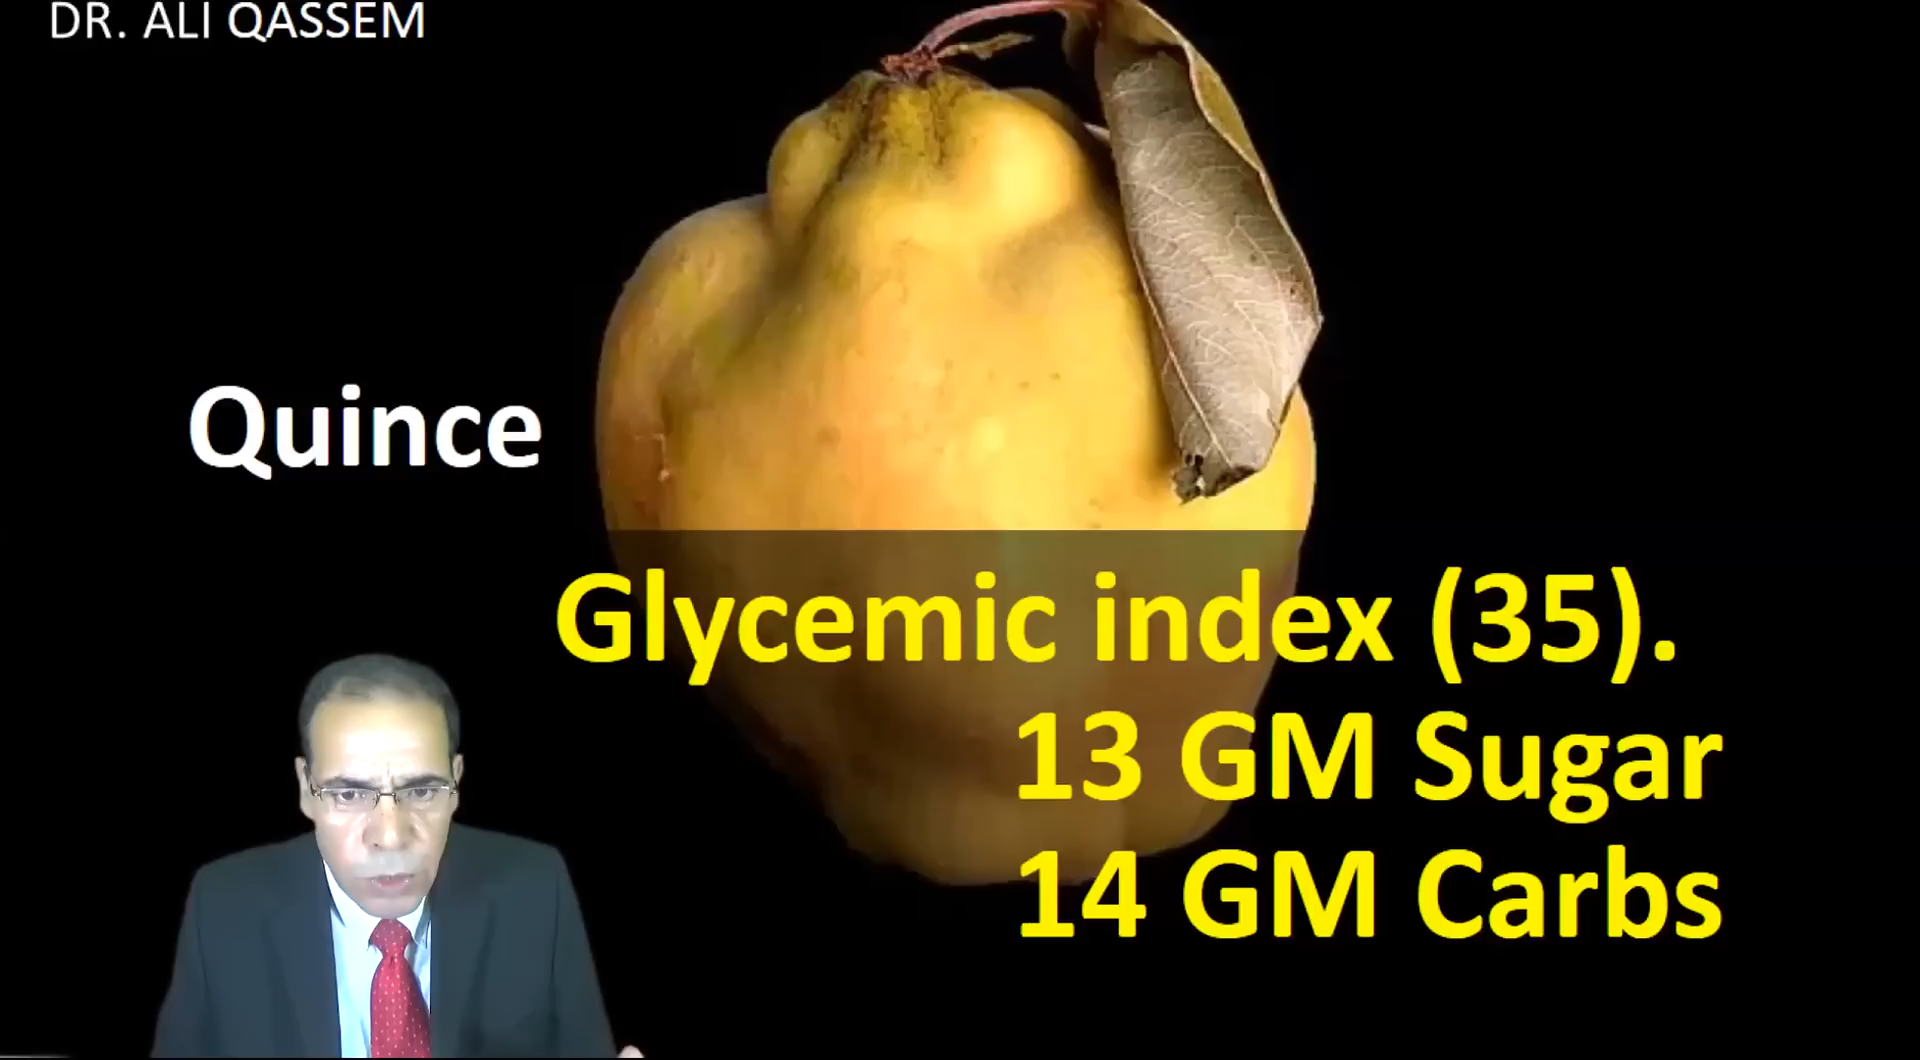 DR. ALI QASSEM
Quince
Glycemic index (35).
13 GM Sugar
14 GM Carbs